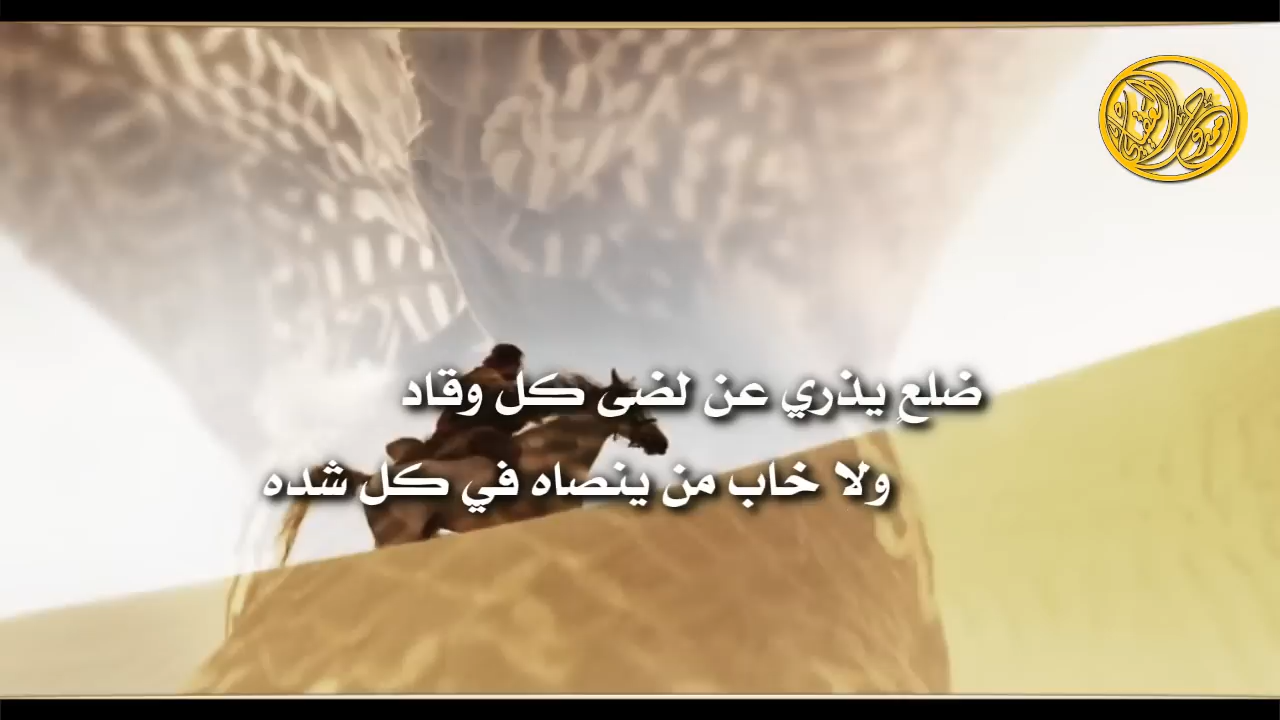 ضلعٍ يذري عن لضى كل وقاد
ولا خاب من ينصاه في كل شده